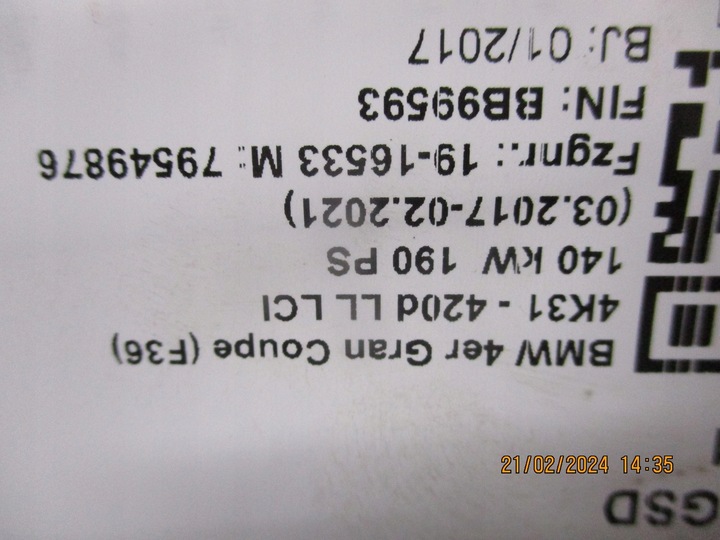 GSD
BMW 4er Gran Coupe (F36)
4K31 - 420d LL LCI
140 kW 190 PS
(03.2017-02.2021)
Fzgnr.: 19-16533 M: 79549876
FIN: BB99593
BJ: 01/2017
21/02/2024 14:35